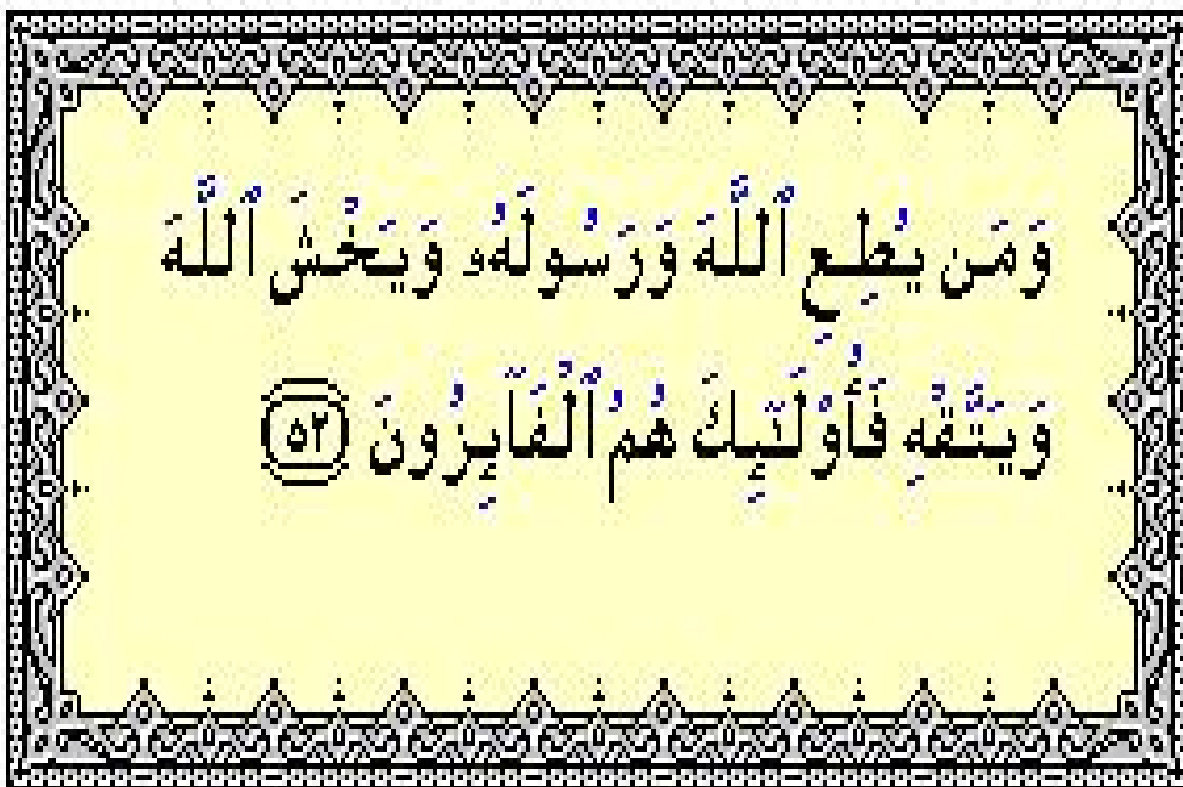 وَمَن يُطِعِ ٱللَّهَ وَرَسُولَهُۥ وَيَخْشَ ٱللَّهَ
وَيَتَّقْهِ فَأُو۟لَـٰٓئِكَ هُمُ ٱلْفَآئِزُونَ ٥٢